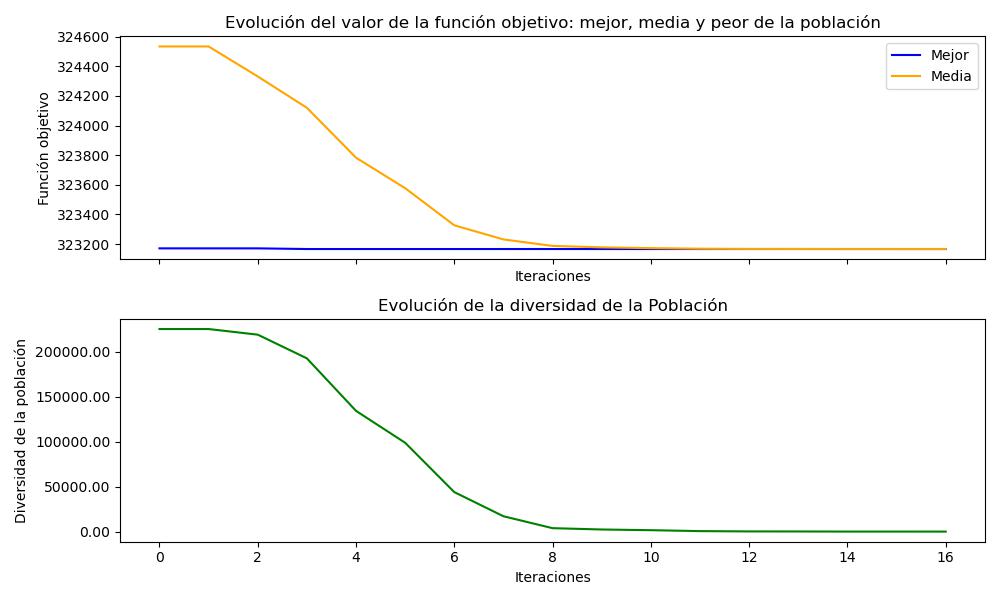 Evolución del valor de la función objetivo: mejor, media y peor de la población
324600
324400
324200
324000
323800
323600
323400
323200
Función objetivo
Mejor
Media
Iteraciones
Evolución de la diversidad de la Población
200000.00
150000.00
100000.00
50000.00
0.00
Diversidad de la población
0 2 4 6 8 10 12 14 16
Iteraciones